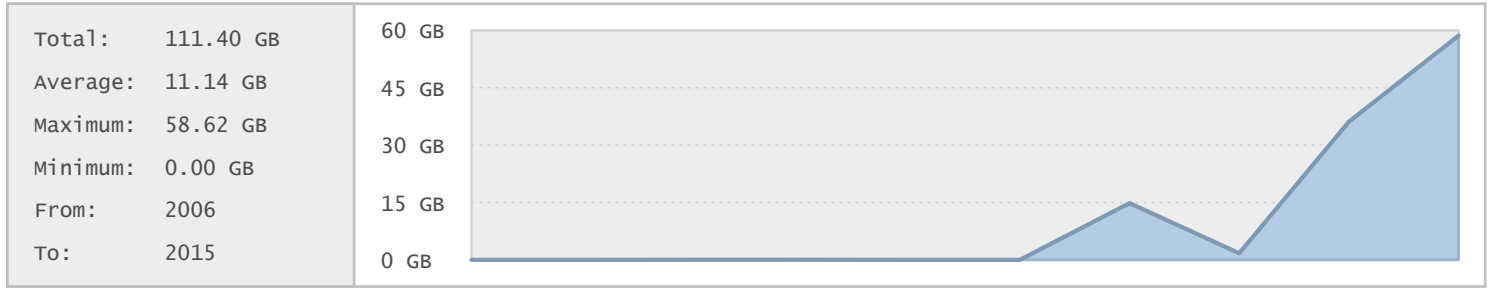 Total: 111.40 GB
Average: 11.14 GB
Maximum: 58.62 GB
Minimum: 0.00 GB
From: 2006
To: 2015
60 GB
45 GB
30 GB
15 GB
0 GB